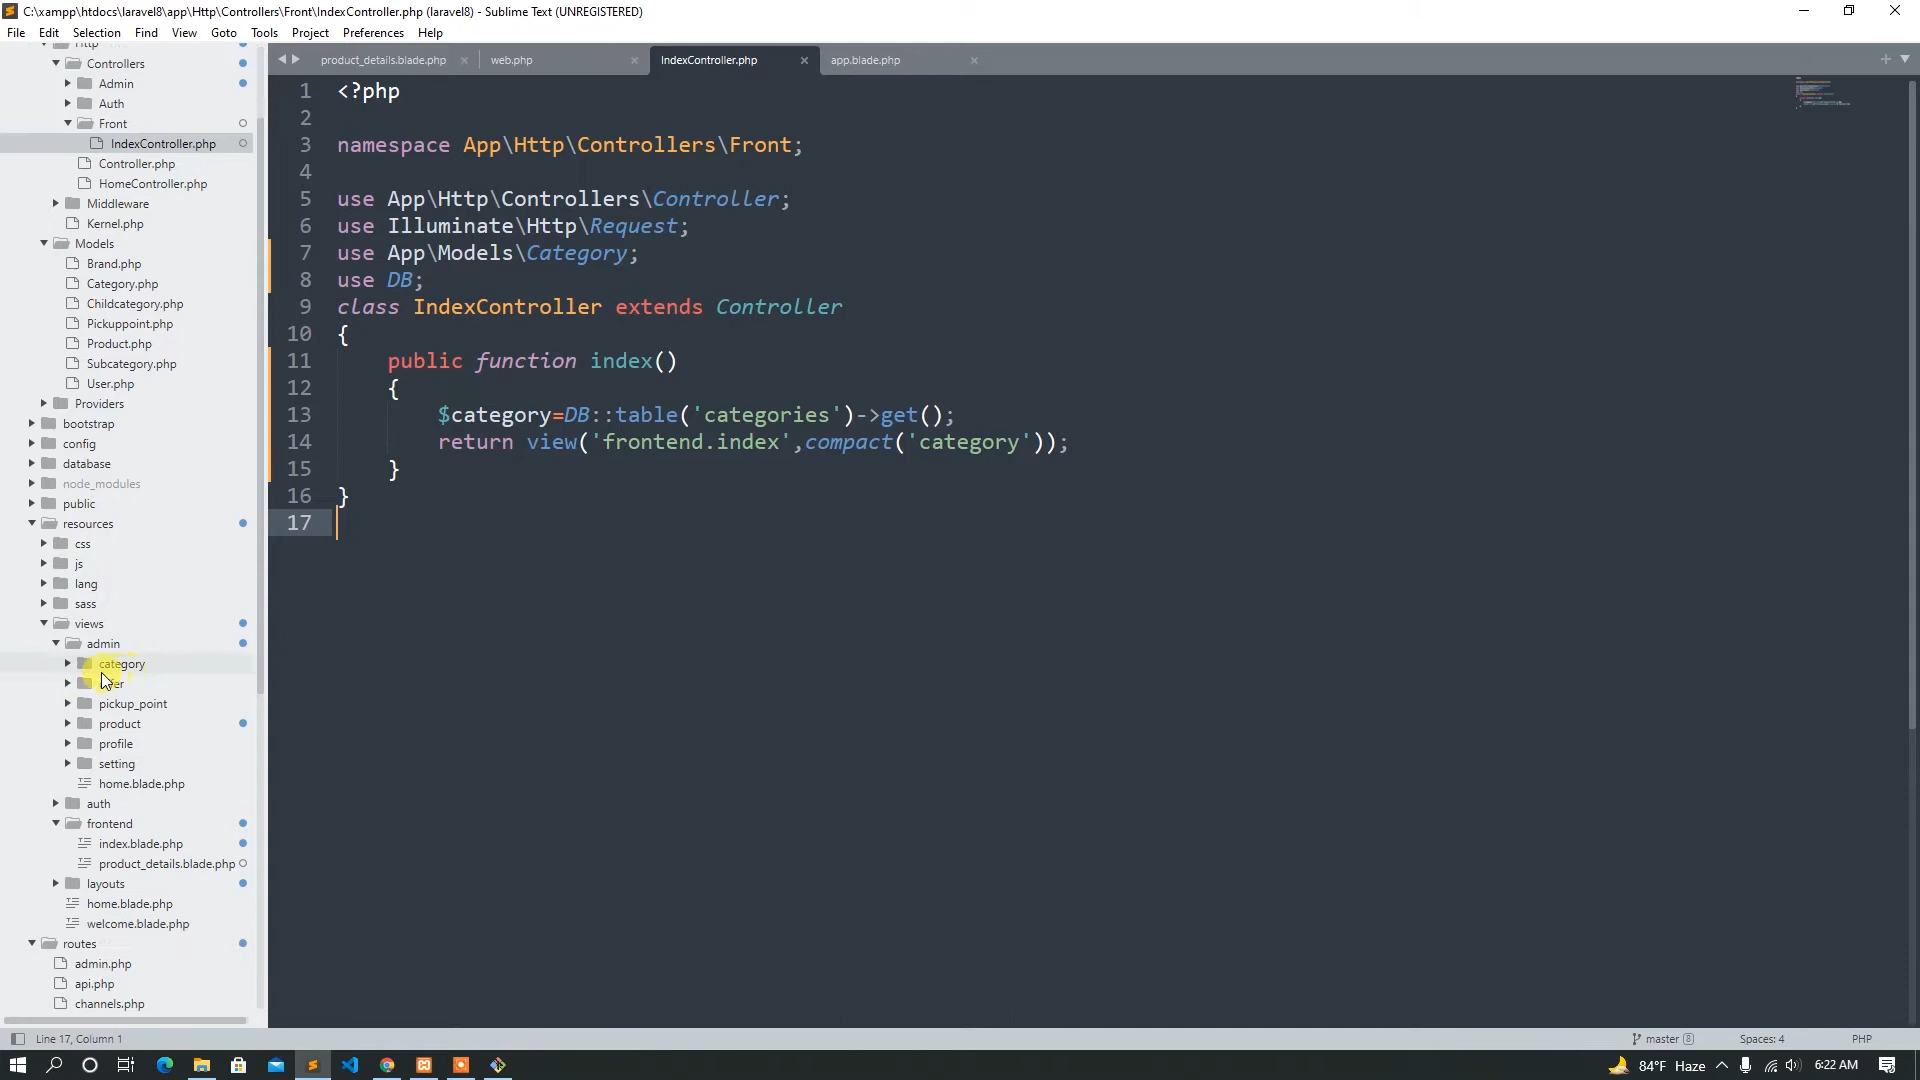 C:\xampp\htdocs\laravel8\app\Http\Controllers\Front\IndexController.php (laravel8) - Sublime Text (UNREGISTERED)
File Edit Selection Find View Goto Tools Project Preferences Help
product_details.blade.php web.php IndexController.php app.blade.php
Http
Controllers
Admin
Auth
Front
IndexController.php
Controller.php
HomeController.php
Middleware
Kernel.php
Models
Brand.php
Category.php
Childcategory.php
Pickuppoint.php
Product.php
Subcategory.php
User.php
Providers
bootstrap
config
database
node_modules
public
resources
css
js
lang
sass
views
admin
category
pickup_point
product
profile
setting
home.blade.php
auth
frontend
index.blade.php
product_details.blade.php
layouts
home.blade.php
welcome.blade.php
routes
admin.php
api.php
channels.php
1 <?php
2
3 namespace App\Http\Controllers\Front;
4
5 use App\Http\Controllers\Controller;
6 use Illuminate\Http\Request;
7 use App\Models\Category;
8 use DB;
9 class IndexController extends Controller
10 {
11 public function index()
12 {
13 $category=DB::table('categories')->get();
14 return view('frontend.index',compact('category'));
15 }
16 }
17
Line 17, Column 1 master 8 Spaces: 4 PHP
84°F Haze 6:22 AM